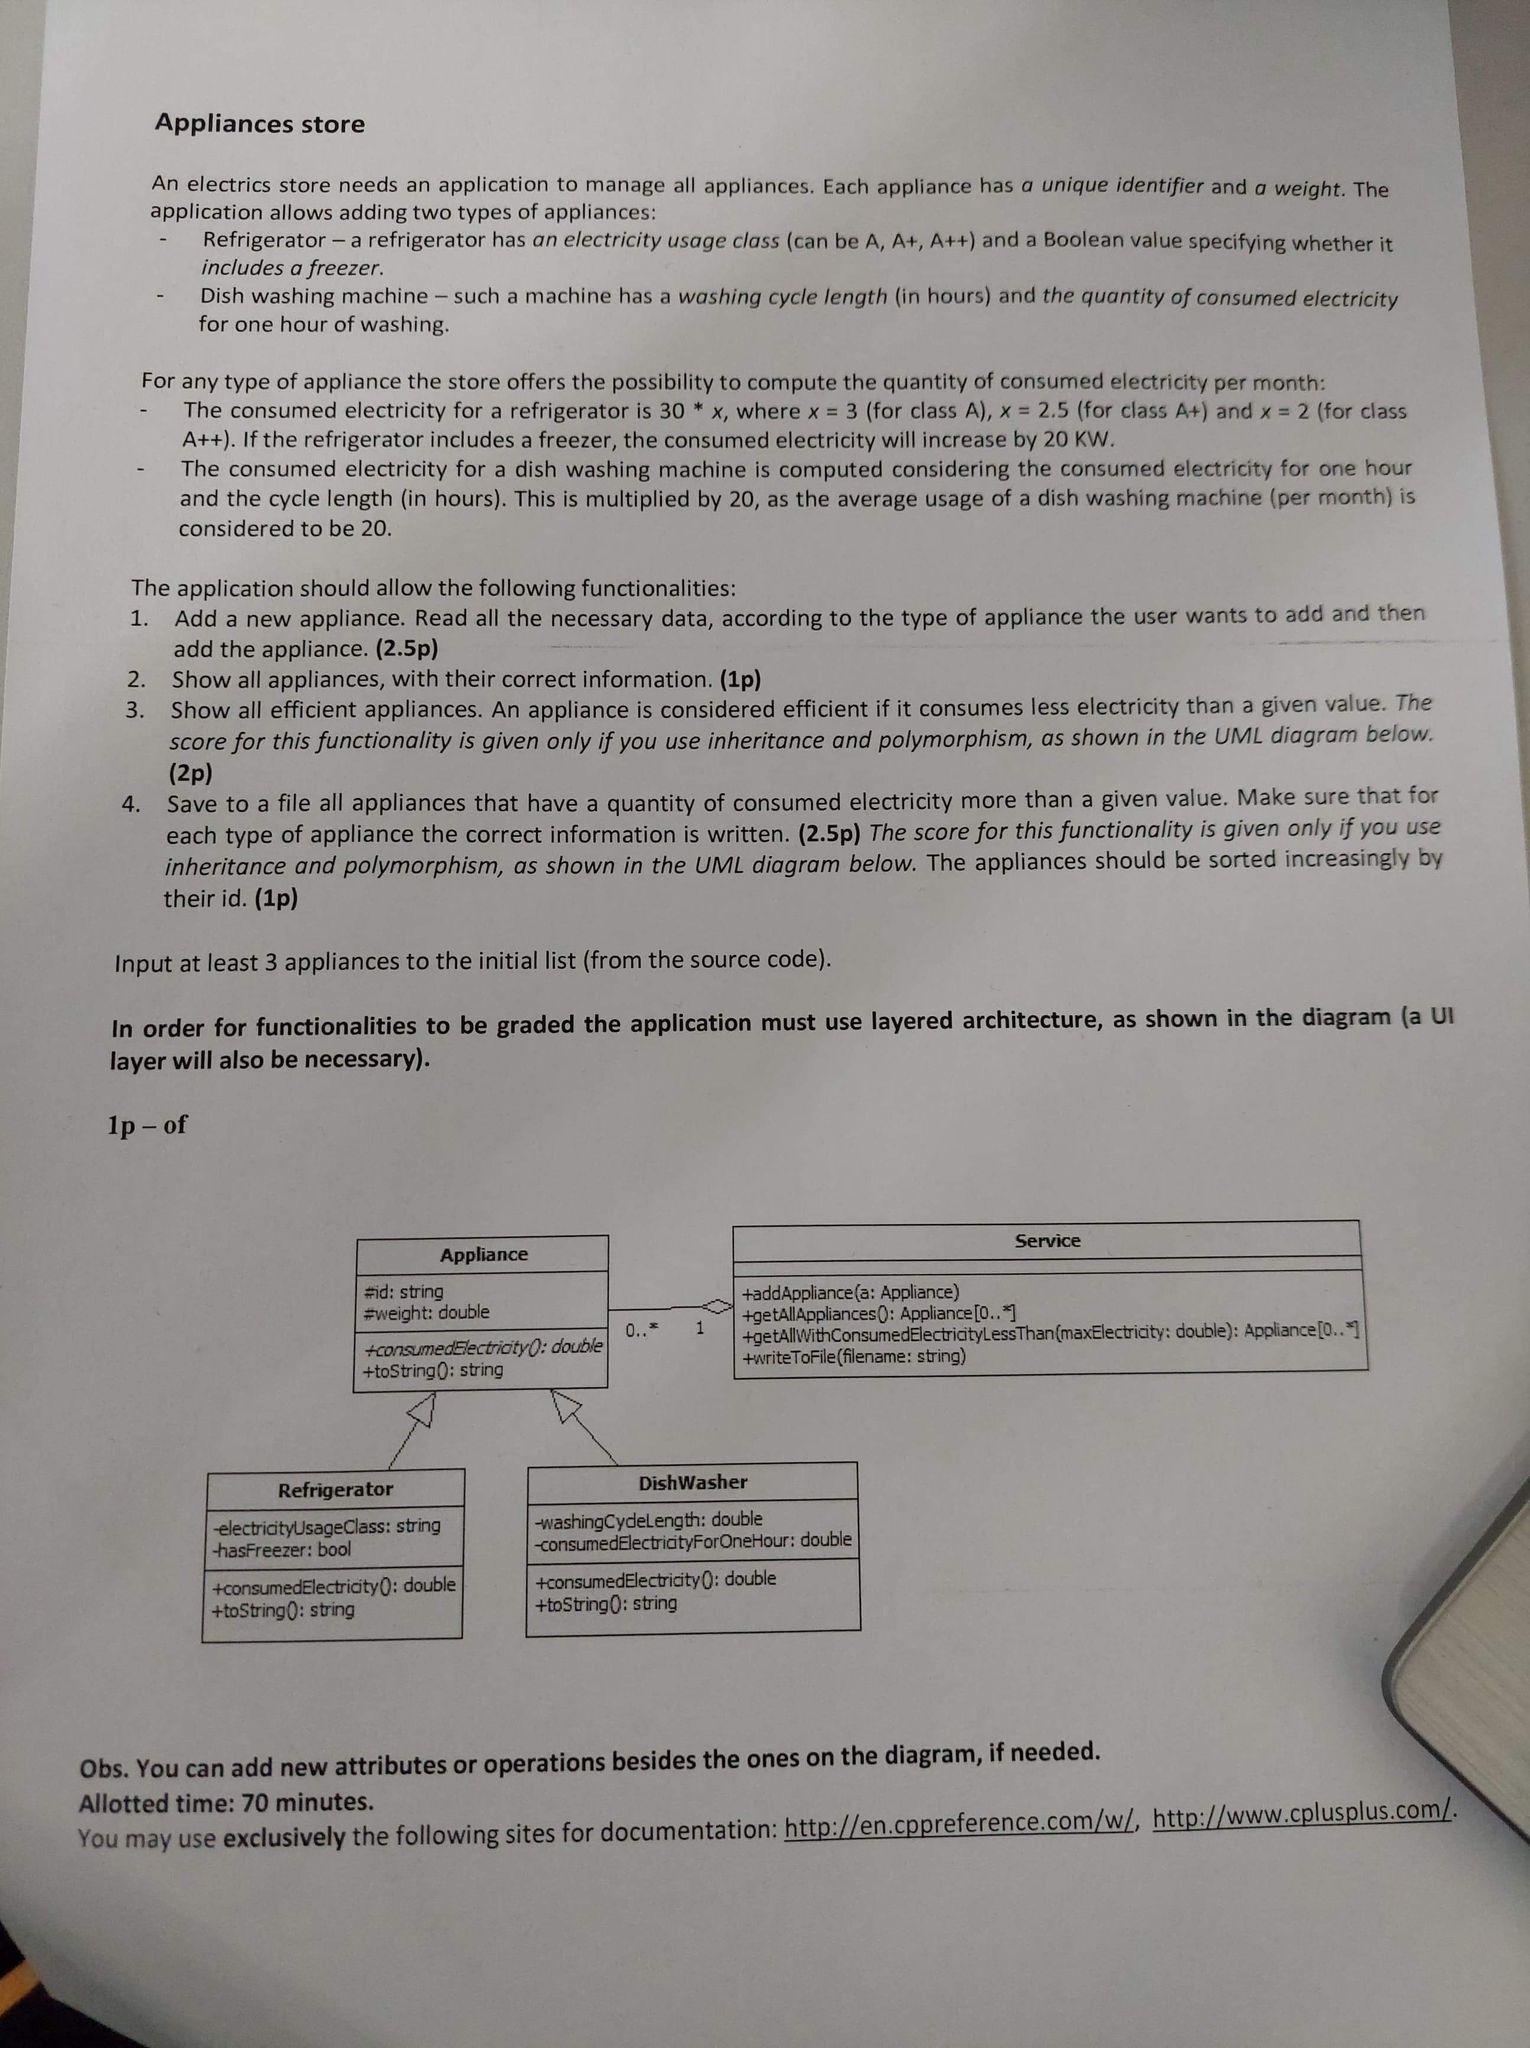 Appliances store
An electrics store needs an application to manage all appliances. Each appliance has a unique identifier and a weight. The
application allows adding two types of appliances:
- Refrigerator – a refrigerator has an electricity usage class (can be A, A+, A++) and a Boolean value specifying whether it
includes a freezer.
- Dish washing machine – such a machine has a washing cycle length (in hours) and the quantity of consumed electricity
for one hour of washing.
For any type of appliance the store offers the possibility to compute the quantity of consumed electricity per month:
- The consumed electricity for a refrigerator is 30 * x, where x = 3 (for class A), x = 2.5 (for class A+) and x = 2 (for class
A++). If the refrigerator includes a freezer, the consumed electricity will increase by 20 KW.
- The consumed electricity for a dish washing machine is computed considering the consumed electricity for one hour
and the cycle length (in hours). This is multiplied by 20, as the average usage of a dish washing machine (per month) is
considered to be 20.
The application should allow the following functionalities:
1. Add a new appliance. Read all the necessary data, according to the type of appliance the user wants to add and then
add the appliance. (2.5p)
2. Show all appliances, with their correct information. (1p)
3. Show all efficient appliances. An appliance is considered efficient if it consumes less electricity than a given value. The
score for this functionality is given only if you use inheritance and polymorphism, as shown in the UML diagram below.
(2p)
4. Save to a file all appliances that have a quantity of consumed electricity more than a given value. Make sure that for
each type of appliance the correct information is written. (2.5p) The score for this functionality is given only if you use
inheritance and polymorphism, as shown in the UML diagram below. The appliances should be sorted increasingly by
their id. (1p)
Input at least 3 appliances to the initial list (from the source code).
In order for functionalities to be graded the application must use layered architecture, as shown in the diagram (a UI
layer will also be necessary).
1p – of
Appliance
#id: string
#weight: double
+consumedElectricity(): double
+toString(): string
0..*
1
Service
+addAppliance(a: Appliance)
+getAllAppliances(): Appliance[0..*]
+getAllWithConsumedElectricityLessThan(maxElectricity: double): Appliance[0..*]
+writeToFile(filename: string)
Refrigerator
-electricityUsageClass: string
-hasFreezer: bool
+consumedElectricity(): double
+toString(): string
DishWasher
-washingCycleLength: double
-consumedElectricityForOneHour: double
+consumedElectricity(): double
+toString(): string
Obs. You can add new attributes or operations besides the ones on the diagram, if needed.
Allotted time: 70 minutes.
You may use exclusively the following sites for documentation: http://en.cppreference.com/w/, http://www.cplusplus.com/.